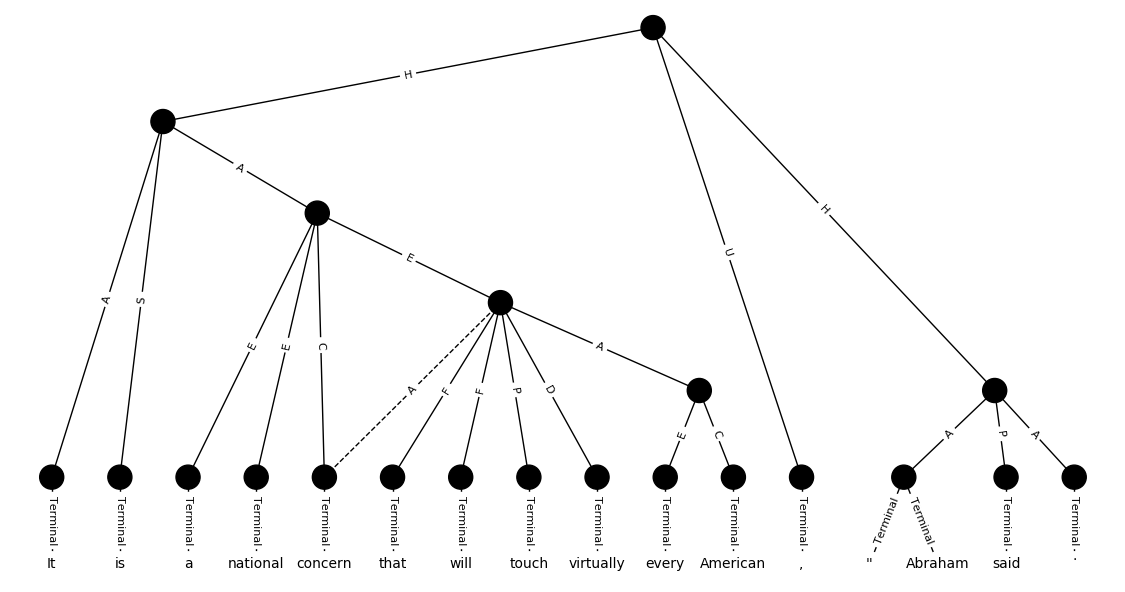 H
A
A
E
U
H
A
S
E
E
C
A
A
F
F
P
D
E
C
A
P
A
Terminal Terminal Terminal Terminal Terminal Terminal Terminal Terminal Terminal Terminal Terminal Terminal Terminal Terminal Terminal Terminal
It is a national concern that will touch virtually every American , " Abraham said .